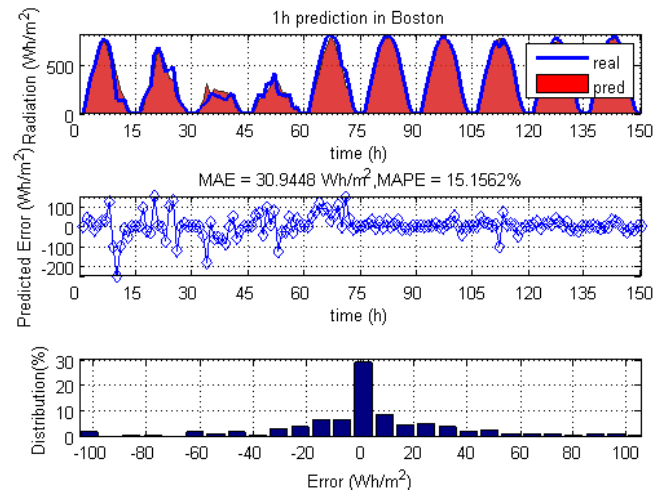 1h prediction in Boston
Radiation (Wh/m²)
500
0
real
pred
0 15 30 45 60 75 90 105 120 135 150
time (h)
MAE = 30.9448 Wh/m²,MAPE = 15.1562%
Predicted Error (Wh/m²)
100
0
-100
-200
0 15 30 45 60 75 90 105 120 135 150
time (h)
Distribution(%)
30
20
10
0
-100 -80 -60 -40 -20 0 20 40 60 80 100
Error (Wh/m²)